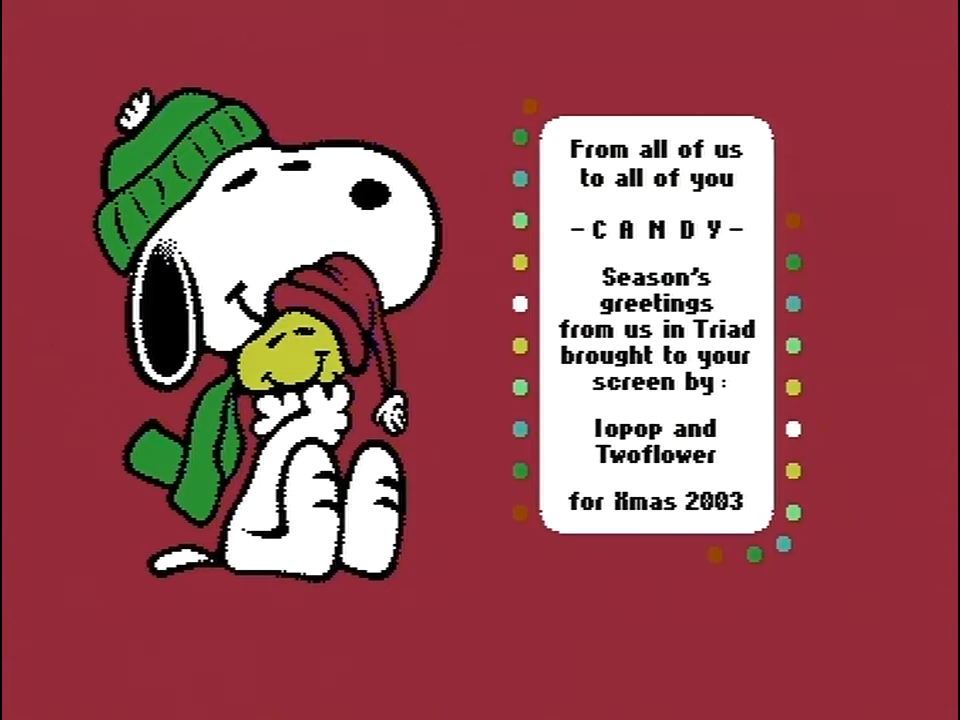 From all of us
to all of you
- C A N D Y -
Season's
greetings
from us in Triad
brought to your
screen by :
Iopop and
Twoflower
for Xmas 2003